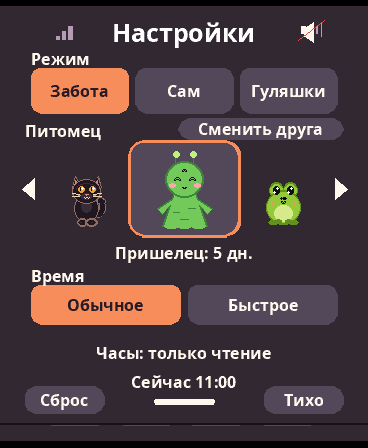 Настройки
Режим
Забота Сам Гуляшки
Питомец Сменить друга
Пришелец: 5 дн.
Время
Обычное Быстрое
Часы: только чтение
Сейчас 11:00
Сброс Тихо